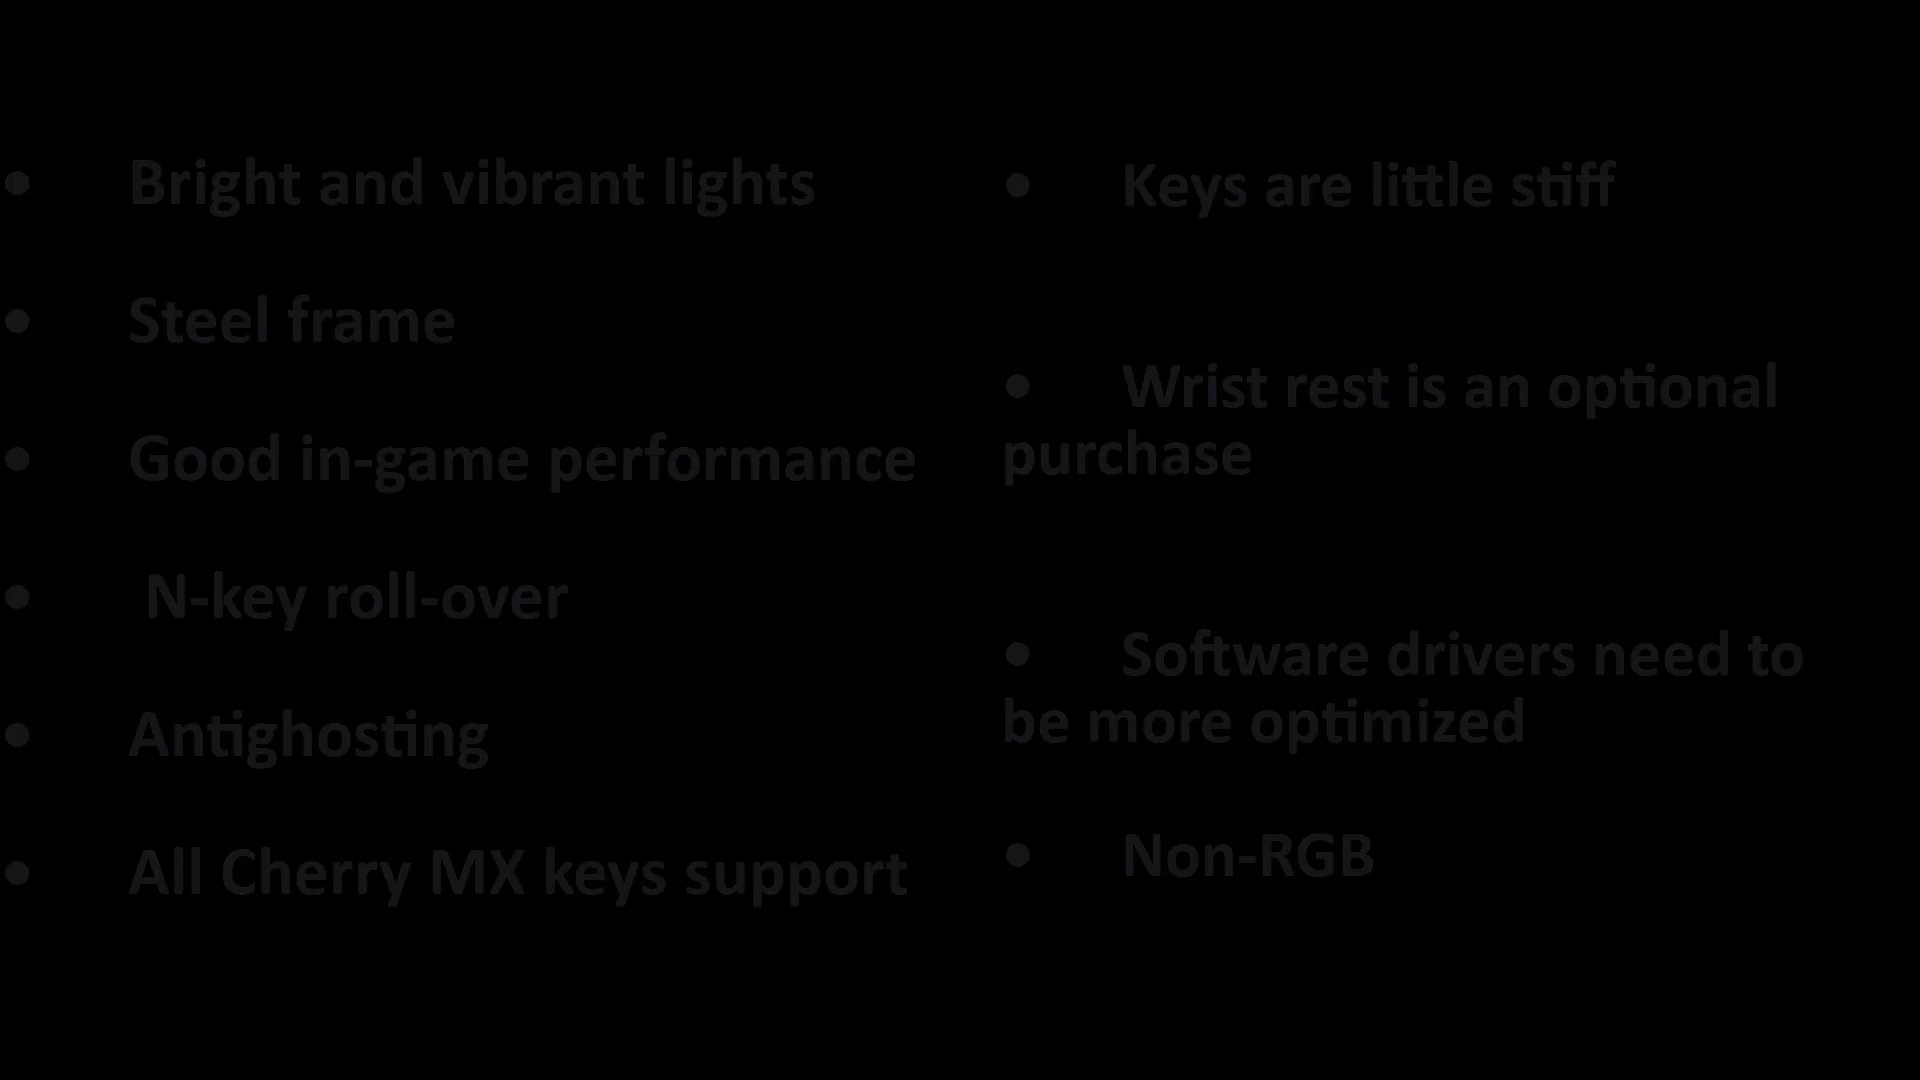 • Bright and vibrant lights
• Steel frame
• Good in-game performance
• N-key roll-over
• Antighosting
• All Cherry MX keys support
• Keys are little stiff
• Wrist rest is an optional
purchase
• Software drivers need to
be more optimized
• Non-RGB